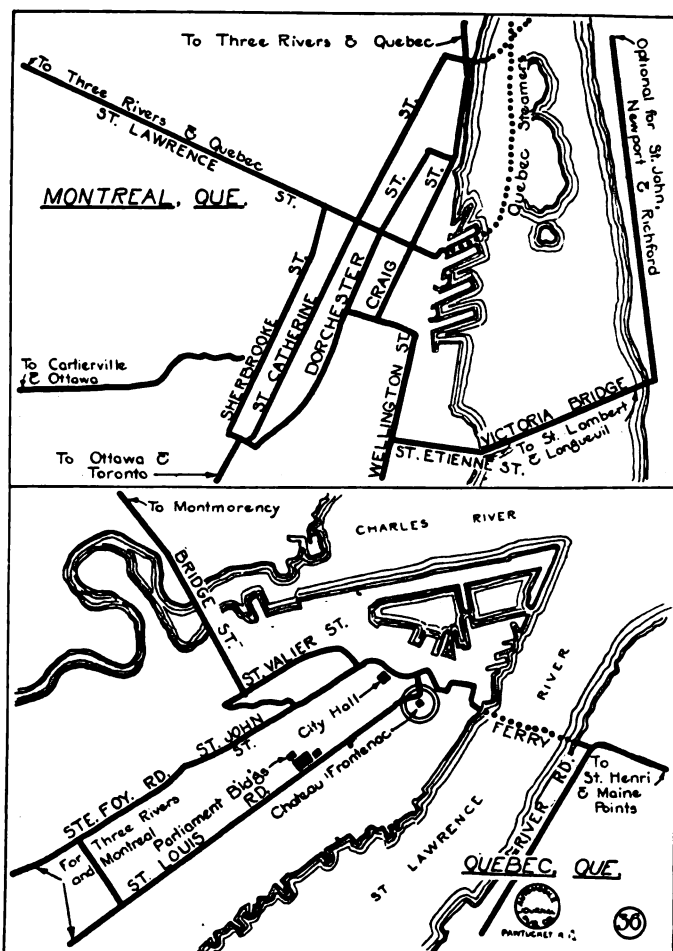 To Three Rivers & Quebec
To Three Rivers & Quebec
ST. LAWRENCE ST.
MONTREAL, QUE.
ST.
ST.
ST.
Quebec Steamers
Optional for St. John,
Newport & Richford
SHERBROOKE ST.
ST. CATHERINE
DORCHESTER
CRAIG
To Cartierville
& Ottawa
WELLINGTON ST.
VICTORIA BRIDGE
To St. Lambert
& Longueuil
ST. ETIENNE ST.
To Ottawa &
Toronto
To Montmorency
CHARLES RIVER
BRIDGE ST.
ST. VALIER ST.
RIVER
City Hall
ST. JOHN
ST.
FERRY
STE. FOY. RD.
Parliament Bldgs
Chateau Frontenac
To
St. Henri
& Maine
Points
For Three Rivers
and Montreal
ST. LOUIS RD.
RIVER RD.
ST LAWRENCE
QUEBEC, QUE.
PAWTUCKET R.I.
36